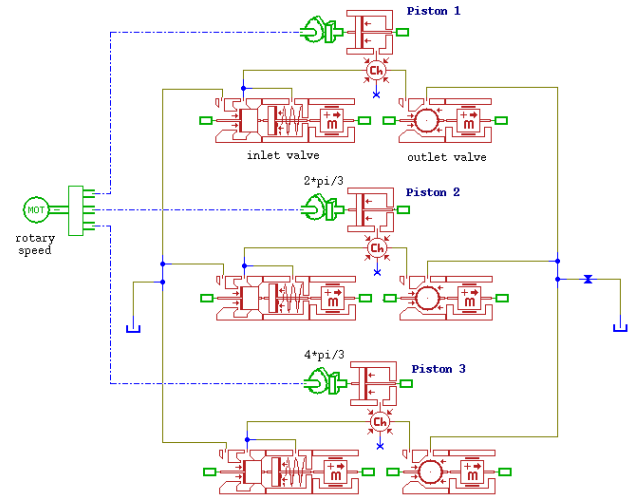 Piston 1
Ch
m
m
inlet valve
outlet valve
2*pi/3
Piston 2
MOT
rotary
speed
Ch
m
m
4*pi/3
Piston 3
Ch
m
m